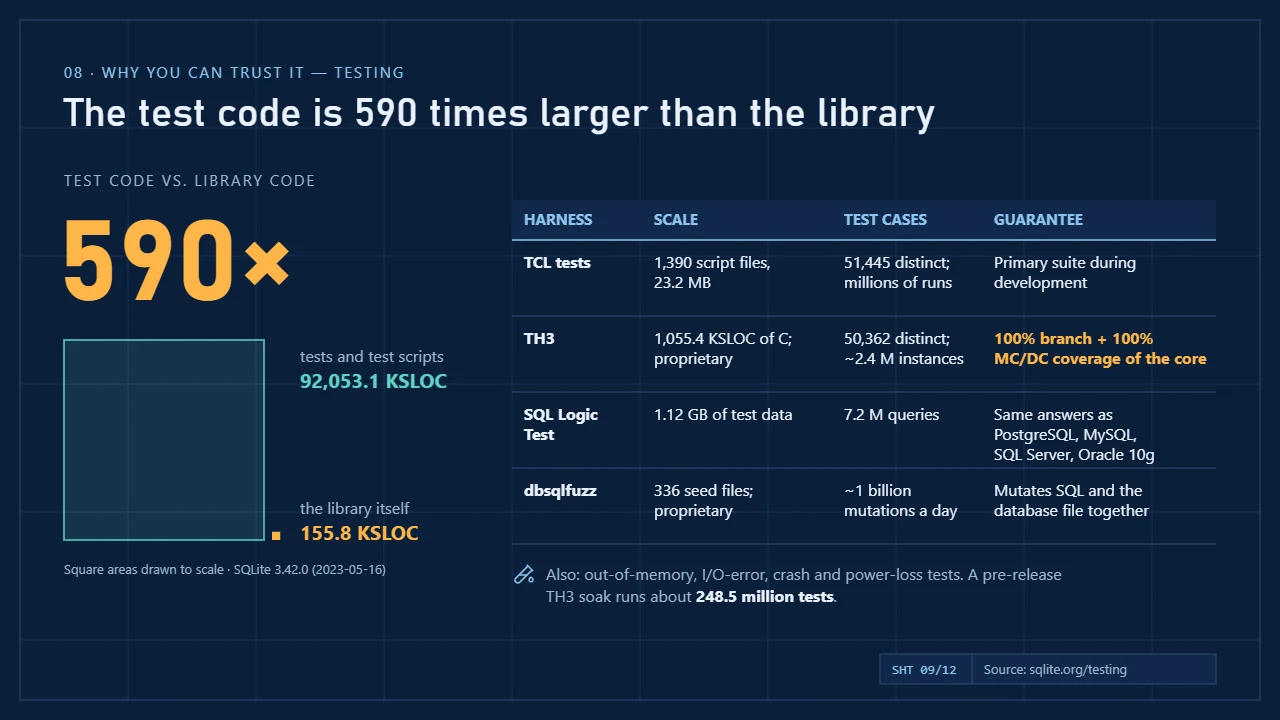 08 · WHY YOU CAN TRUST IT — TESTING
The test code is 590 times larger than the library
TEST CODE VS. LIBRARY CODE
590×
tests and test scripts
92,053.1 KSLOC
the library itself
155.8 KSLOC
Square areas drawn to scale · SQLite 3.42.0 (2023-05-16)
HARNESS SCALE TEST CASES GUARANTEE
TCL tests 1,390 script files, 51,445 distinct; Primary suite during
23.2 MB millions of runs development
TH3 1,055.4 KSLOC of C; 50,362 distinct; 100% branch + 100%
proprietary ~2.4 M instances MC/DC coverage of the core
SQL Logic 1.12 GB of test data 7.2 M queries Same answers as
Test PostgreSQL, MySQL,
SQL Server, Oracle 10g
dbsqlfuzz 336 seed files; ~1 billion Mutates SQL and the
proprietary mutations a day database file together
Also: out-of-memory, I/O-error, crash and power-loss tests. A pre-release
TH3 soak runs about 248.5 million tests.
SHT 09/12 Source: sqlite.org/testing